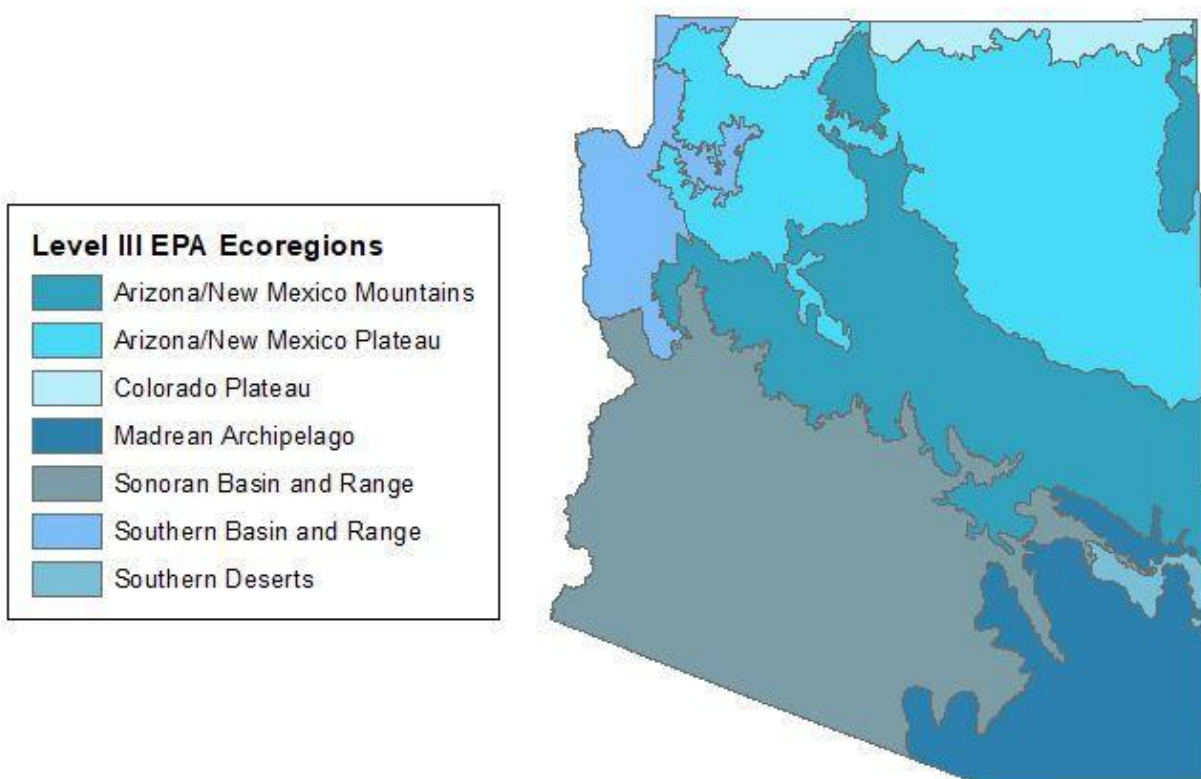 Level III EPA Ecoregions
Arizona/New Mexico Mountains
Arizona/New Mexico Plateau
Colorado Plateau
Madrean Archipelago
Sonoran Basin and Range
Southern Basin and Range
Southern Deserts